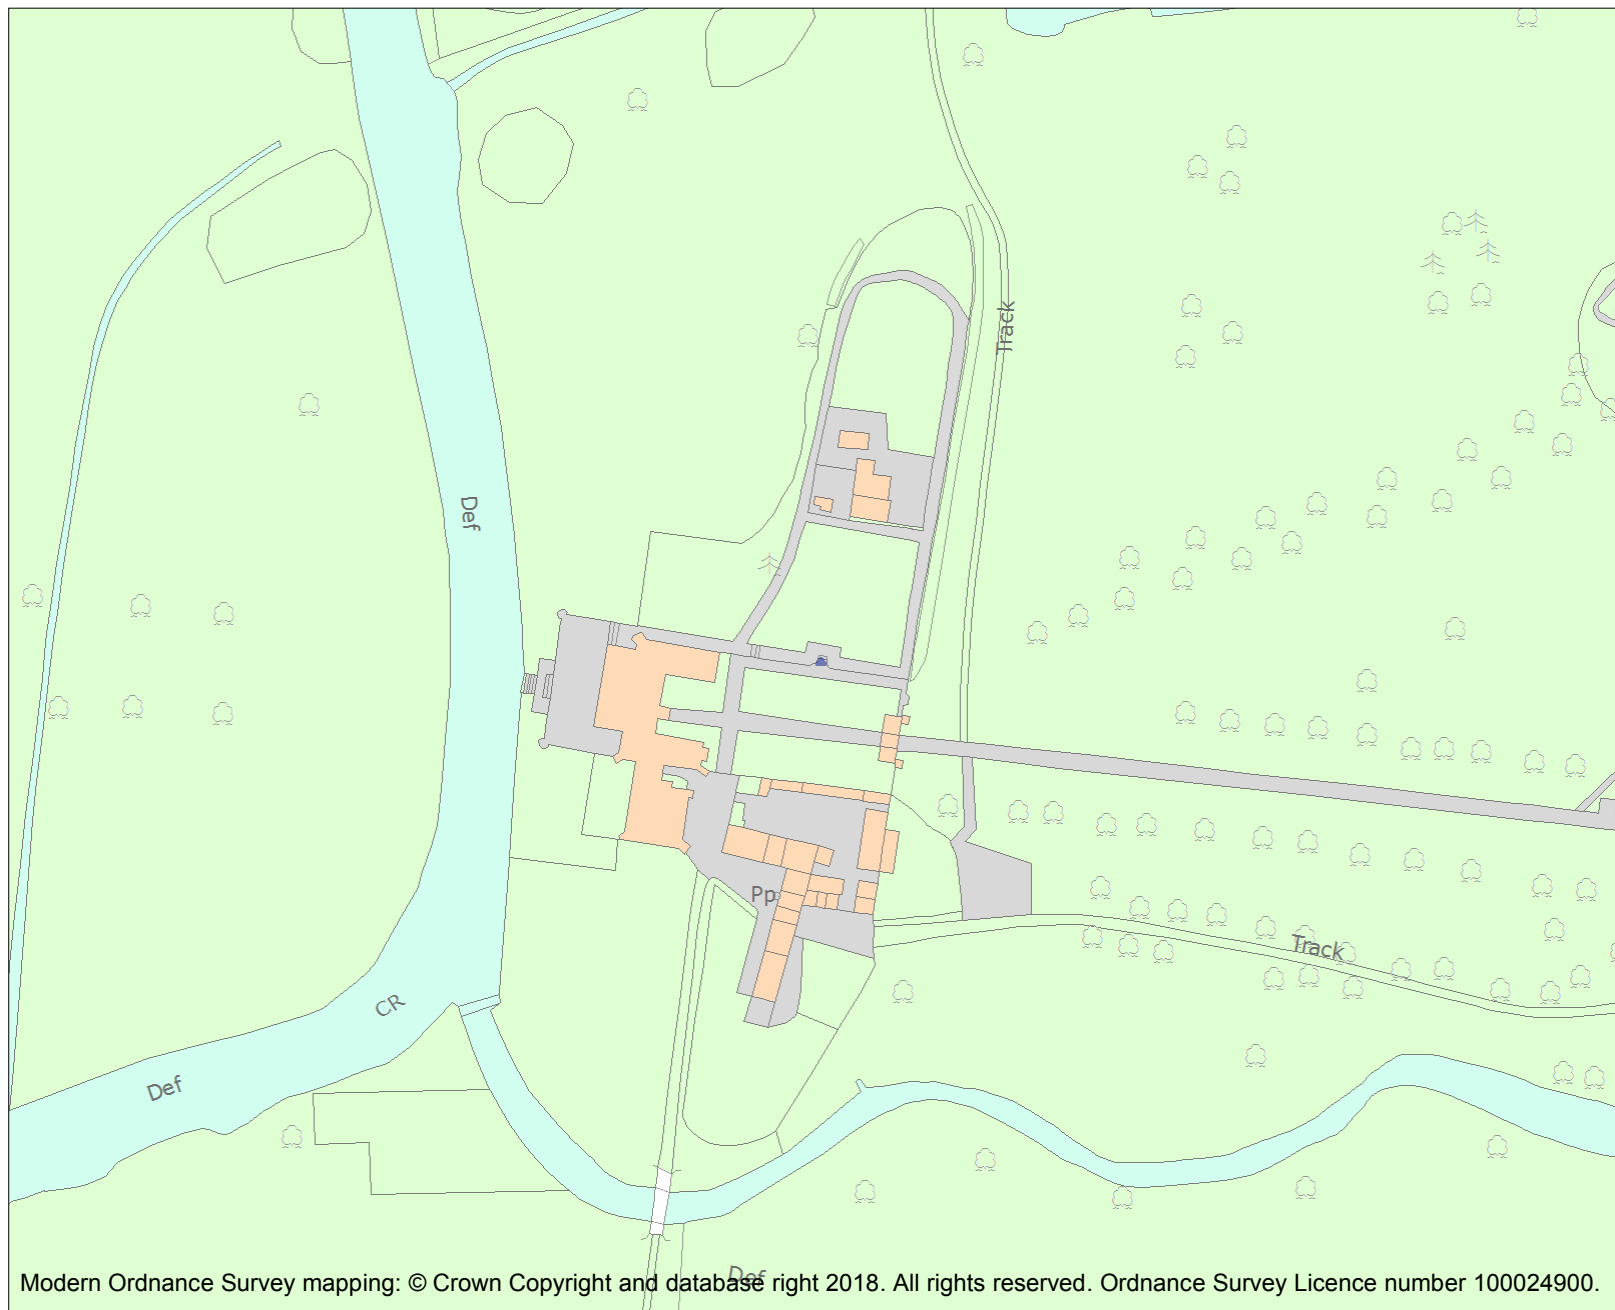 Track
Def
Pp
Track
CR
Def
Def
Modern Ordnance Survey mapping: © Crown Copyright and database right 2018. All rights reserved. Ordnance Survey Licence number 100024900.